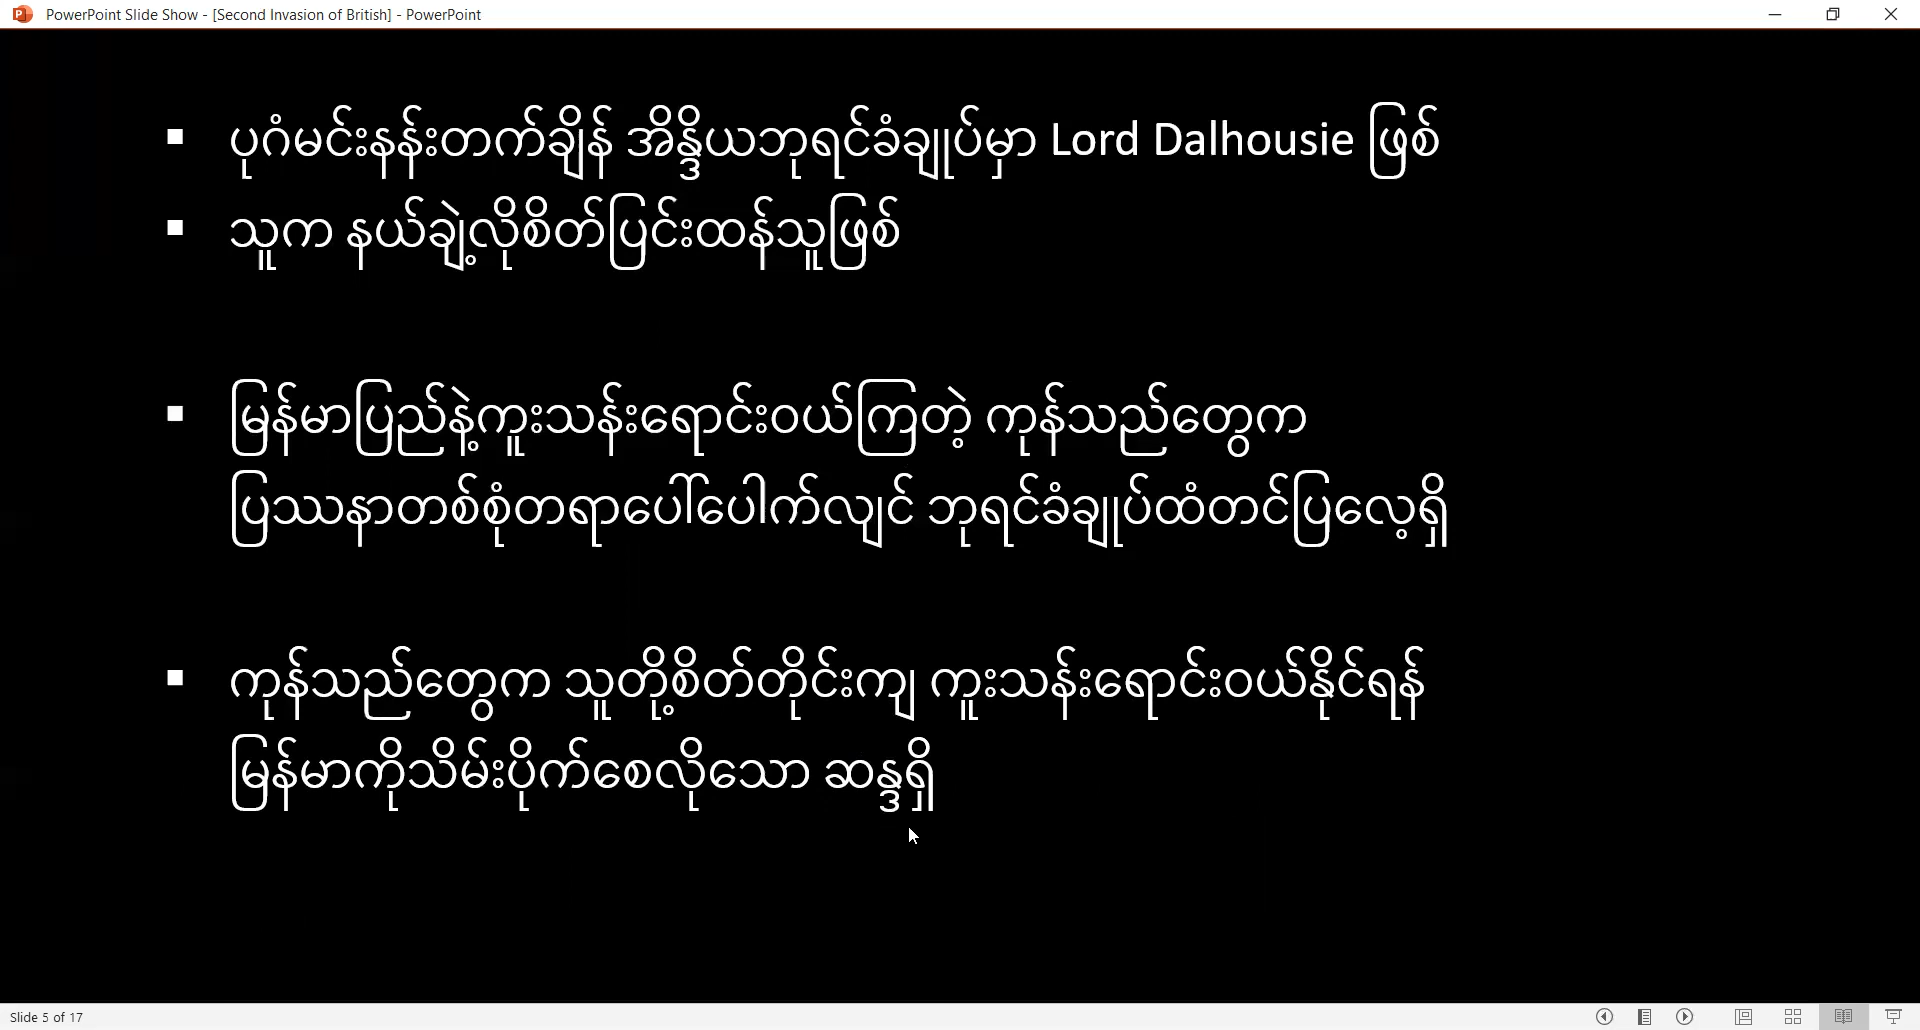 PowerPoint Slide Show - [Second Invasion of British] - PowerPoint
▪ ပုဂံမင်းနန်းတက်ချိန် အိန္ဒိယဘုရင်ခံချုပ်မှာ Lord Dalhousie ဖြစ်
▪ သူက နယ်ချဲ့လိုစိတ်ပြင်းထန်သူဖြစ်
▪ မြန်မာပြည်နဲ့ကူးသန်းရောင်းဝယ်ကြတဲ့ ကုန်သည်တွေက
ပြဿနာတစ်စုံတရာပေါ်ပေါက်လျင် ဘုရင်ခံချုပ်ထံတင်ပြလေ့ရှိ
▪ ကုန်သည်တွေက သူတို့စိတ်တိုင်းကျ ကူးသန်းရောင်းဝယ်နိုင်ရန်
မြန်မာကိုသိမ်းပိုက်စေလိုသော ဆန္ဒရှိ
Slide 5 of 17